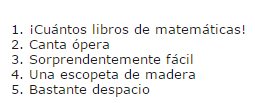 1. ¡Cuántos libros de matemáticas!
2. Canta ópera
3. Sorprendentemente fácil
4. Una escopeta de madera
5. Bastante despacio